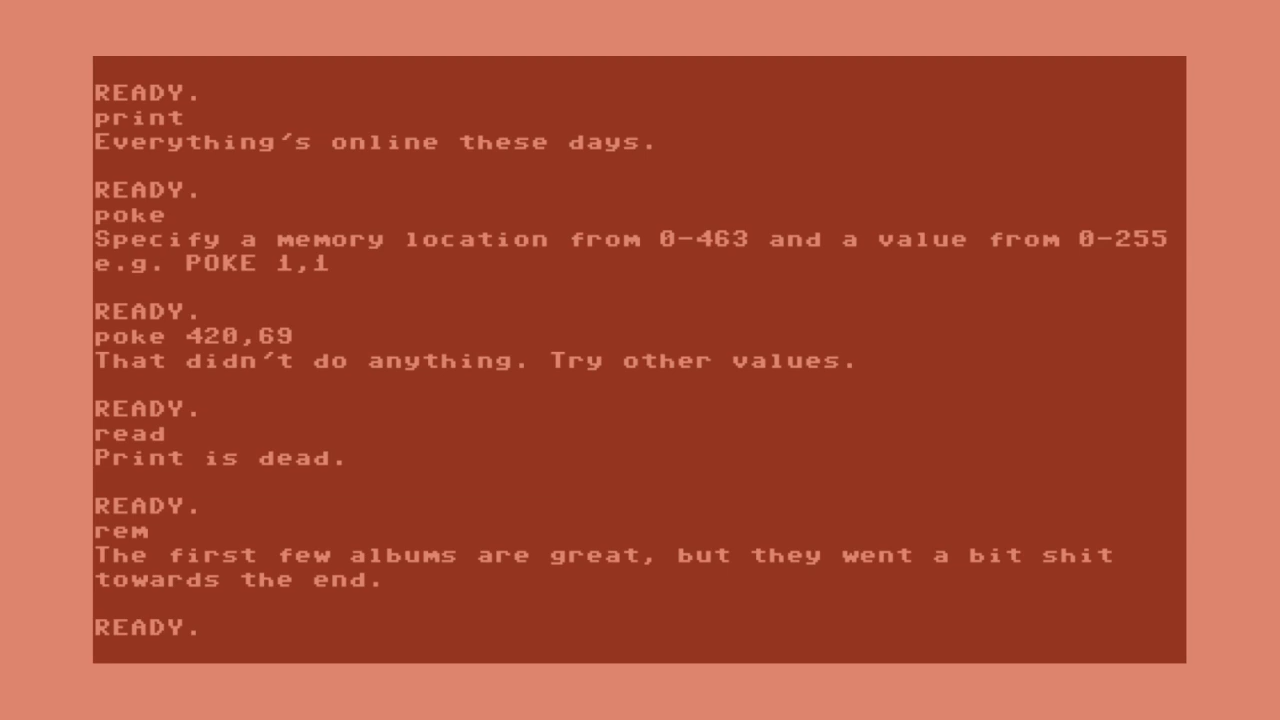 READY.
print
Everything's online these days.
READY.
poke
Specify a memory location from 0-463 and a value from 0-255
e.g. POKE 1,1
READY.
poke 420,69
That didn't do anything. Try other values.
READY.
read
Print is dead.
READY.
rem
The first few albums are great, but they went a bit shit
towards the end.
READY.